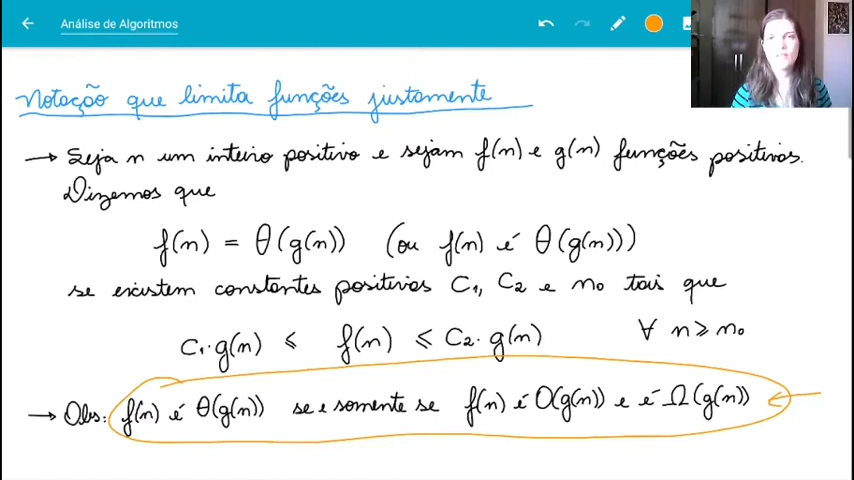 Análise de Algoritmos
Notação que limita funções justamente
→ Seja n um inteiro positivo e sejam f(n) e g(n) funções positivas.
Dizemos que
f(n) = θ(g(n)) (ou f(n) é θ(g(n)))
se existem constantes positivas C₁, C₂ e n₀ tais que
C₁·g(n) ≤ f(n) ≤ C₂·g(n) ∀ n ≥ n₀
→ Obs: f(n) é θ(g(n)) se e somente se f(n) é O(g(n)) e é Ω(g(n))